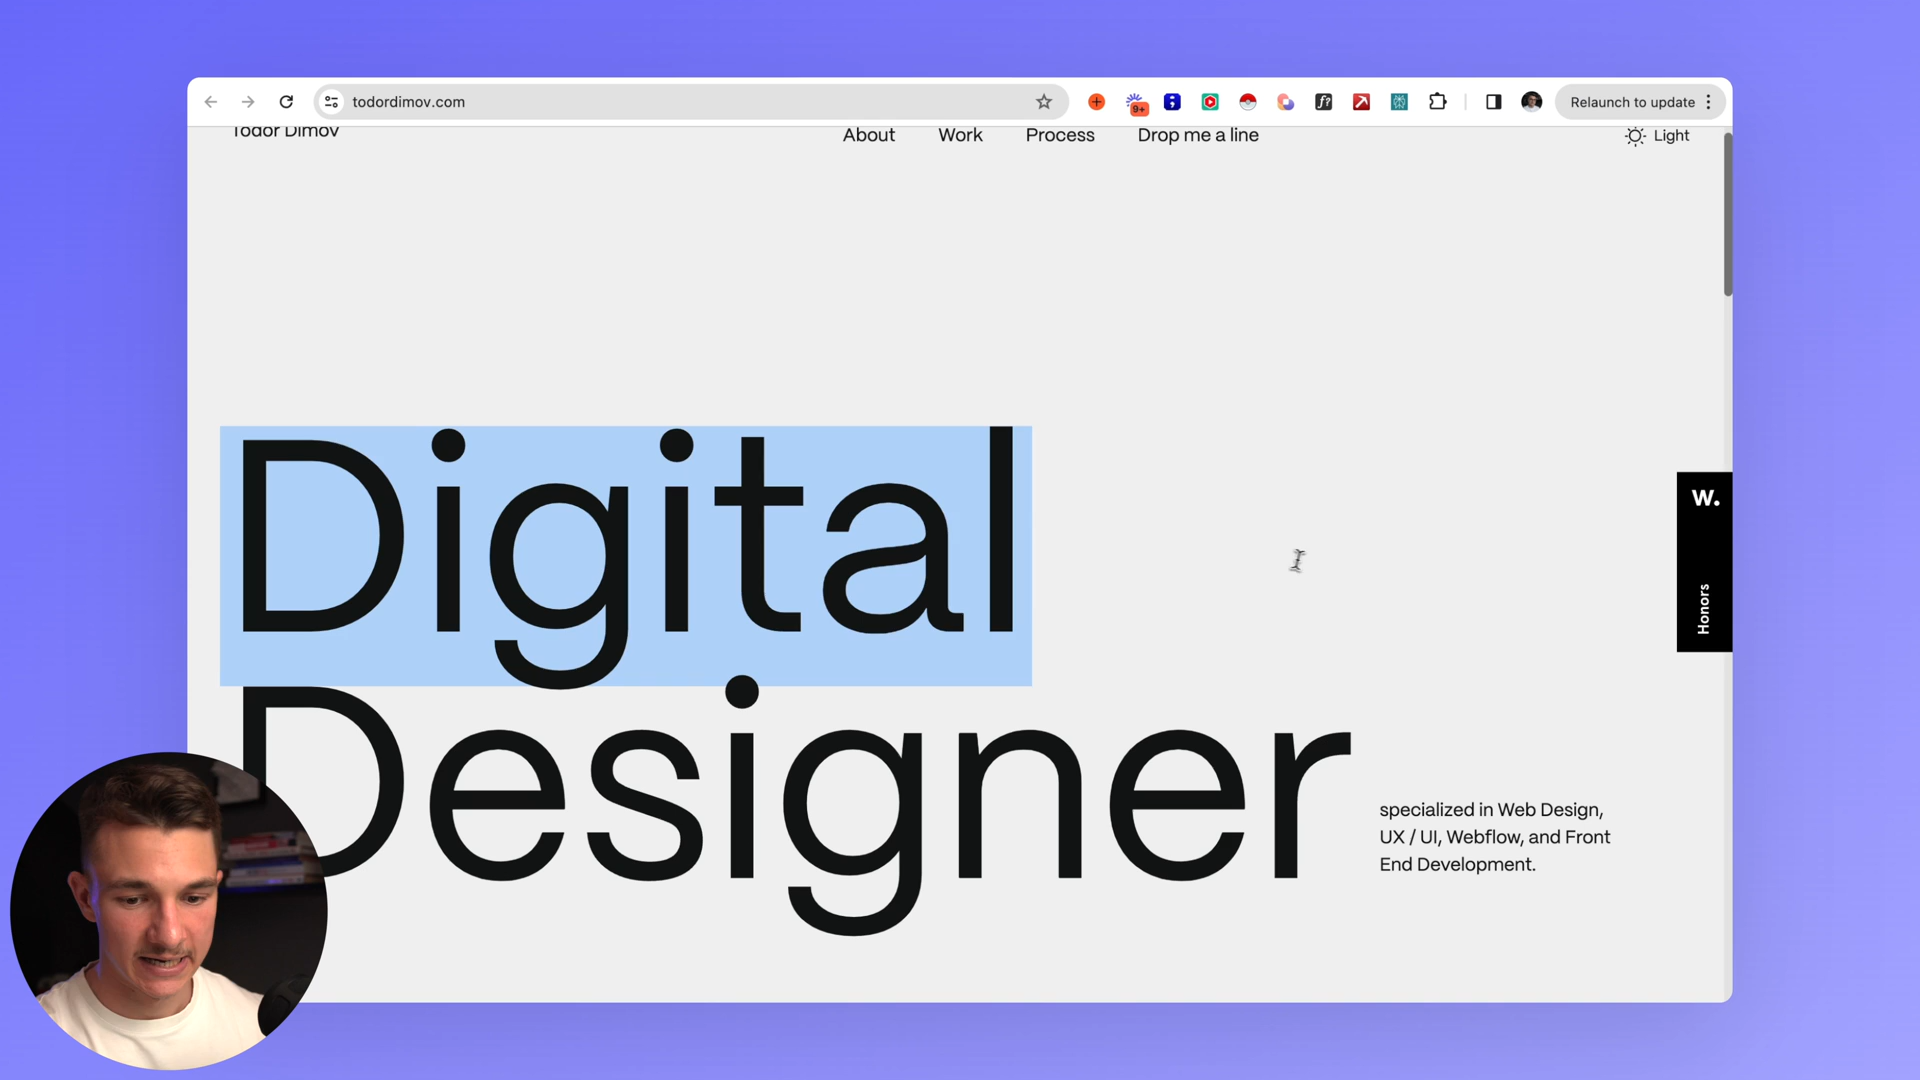 todordimov.com
9+
f?
Relaunch to update
Todor Dimov
About
Work
Process
Drop me a line
Light
Digital
Designer
specialized in Web Design,
UX / UI, Webflow, and Front
End Development.
W.
Honors